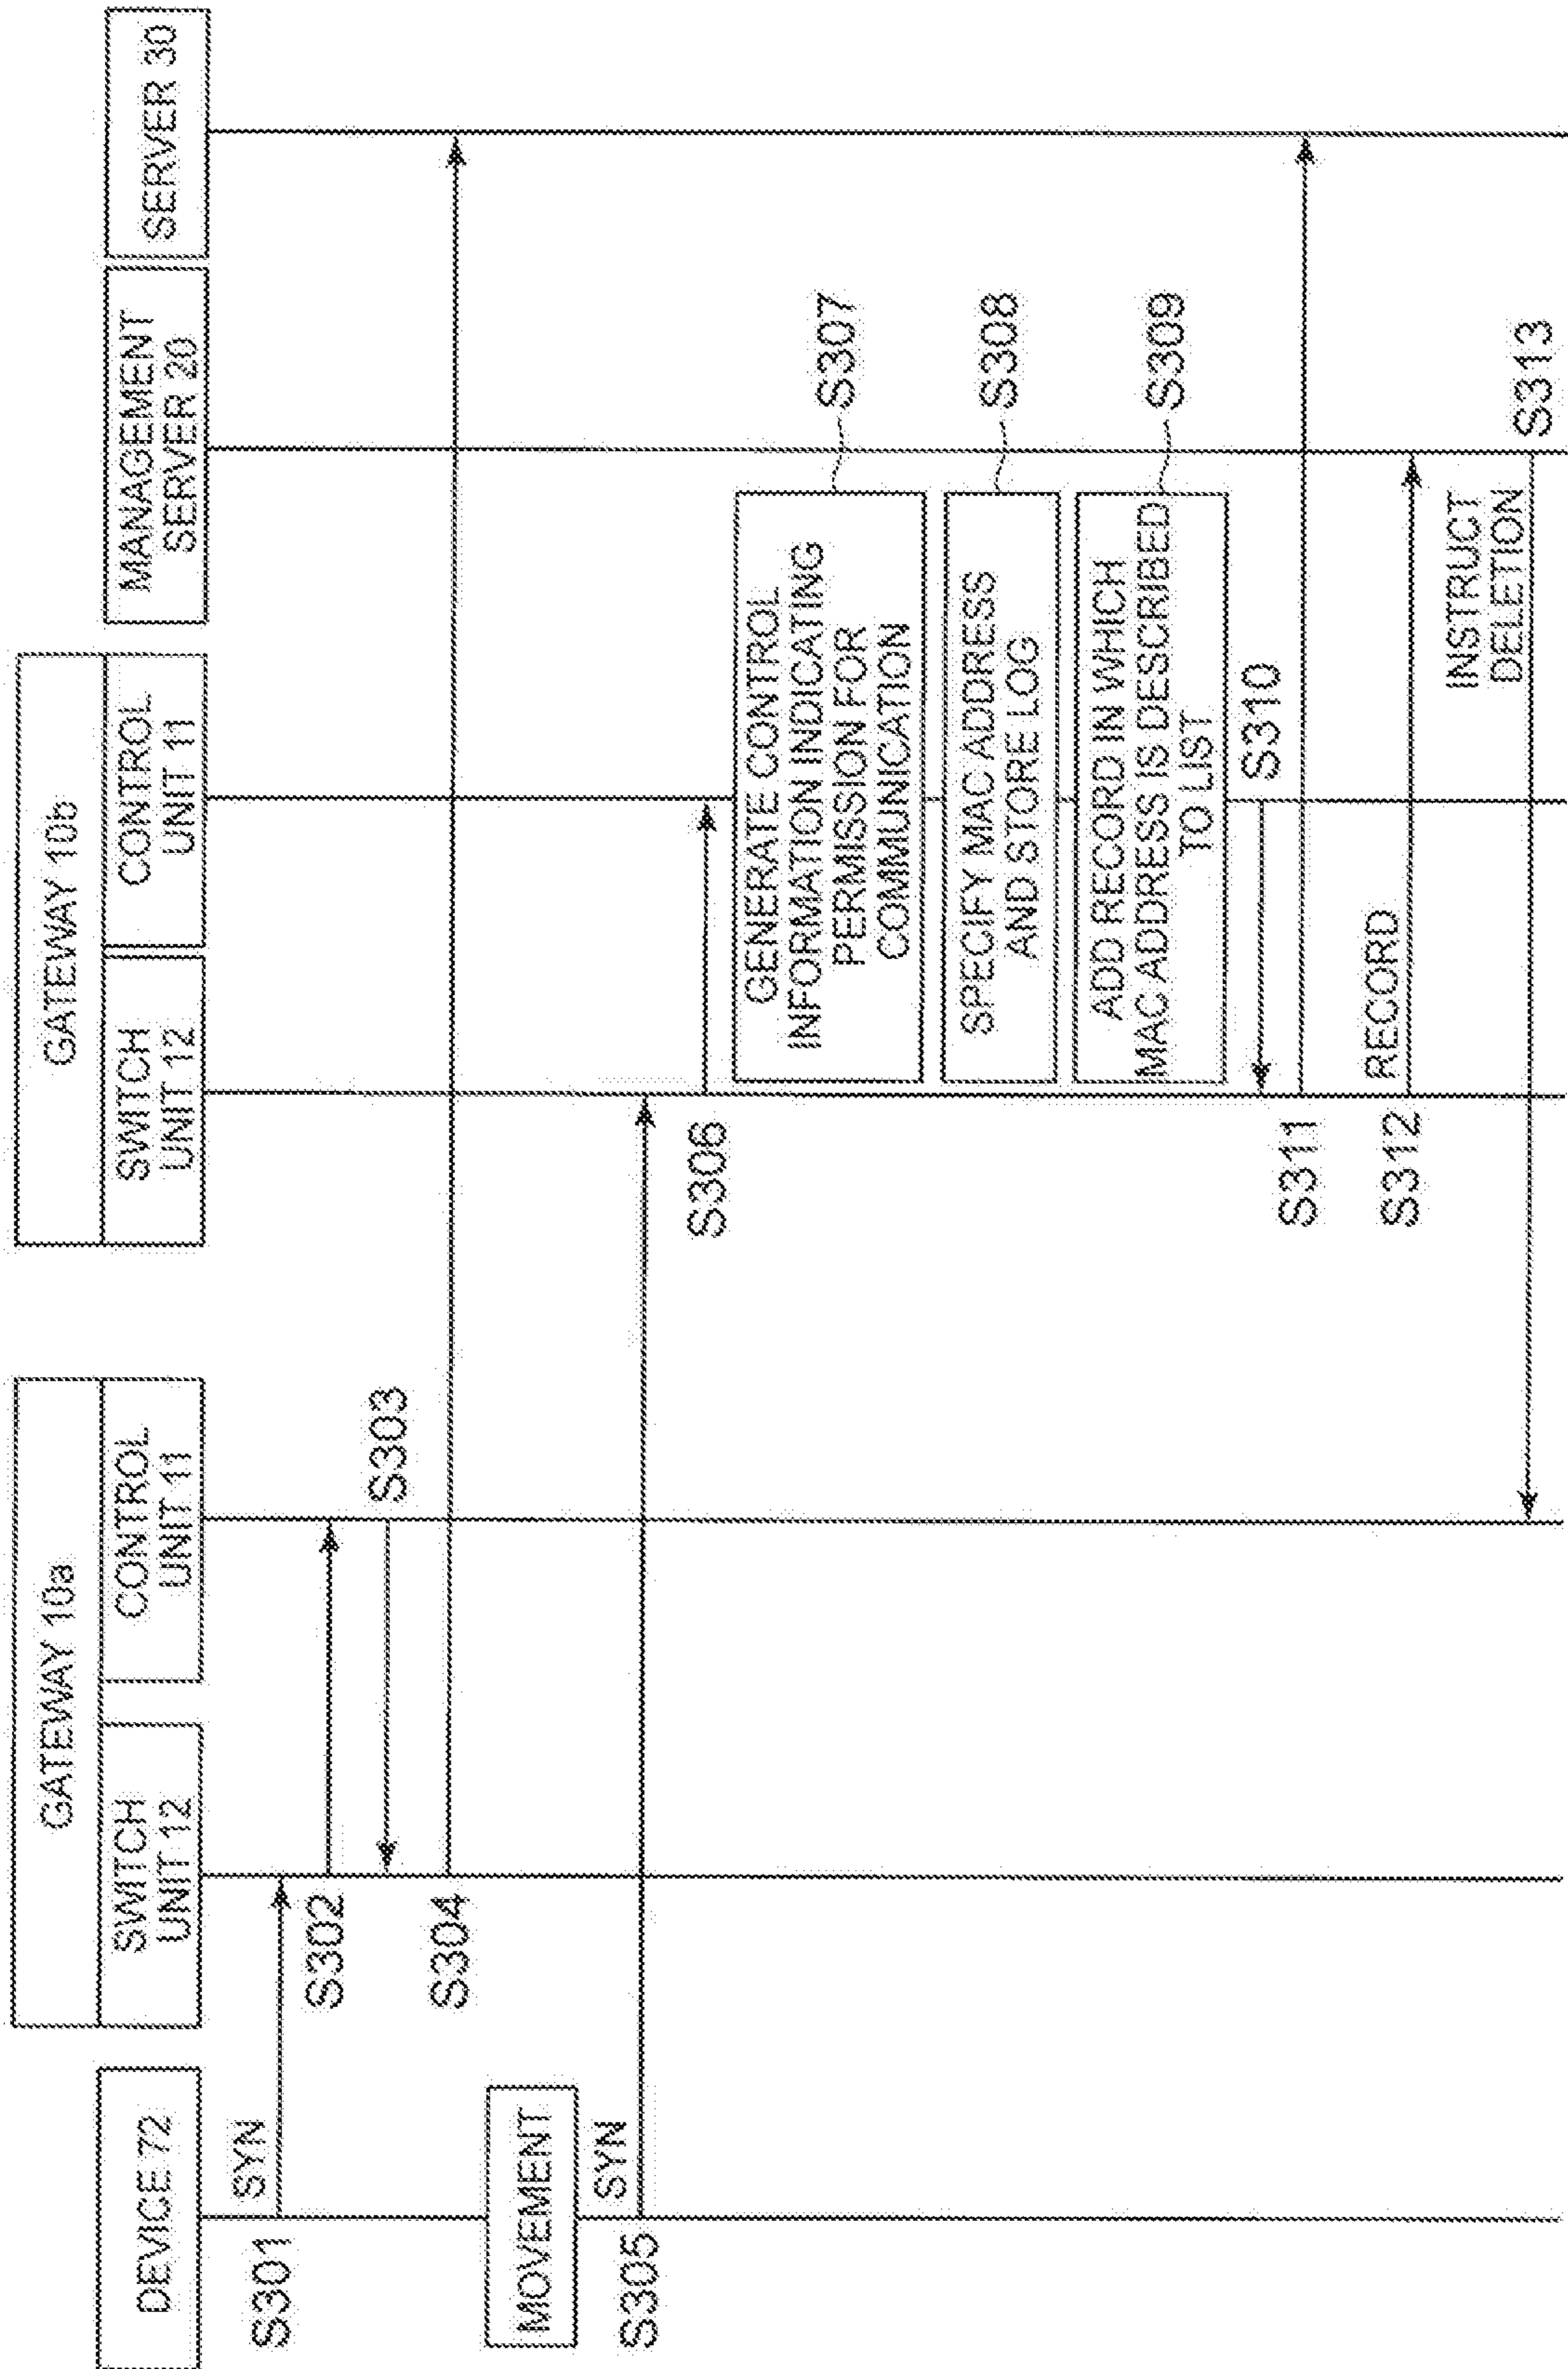 DEVICE 72
GATEWAY 10a
SWITCH
UNIT 12
CONTROL
UNIT 11
GATEWAY 10b
SWITCH
UNIT 12
CONTROL
UNIT 11
MANAGEMENT
SERVER 20
SERVER 30
S301
SYN
S302
S303
S304
MOVEMENT
S305
SYN
S306
GENERATE CONTROL
INFORMATION INDICATING
PERMISSION FOR
COMMUNICATION
S307
SPECIFY MAC ADDRESS
AND STORE LOG
S308
ADD RECORD IN WHICH
MAC ADDRESS IS DESCRIBED
TO LIST
S309
S310
S311
S312
RECORD
INSTRUCT
DELETION
S313